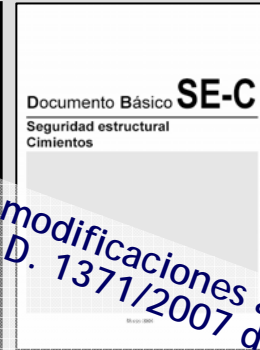 Documento Básico SE-C
Seguridad estructural
Cimientos
modificaciones
D. 1371/2007 d